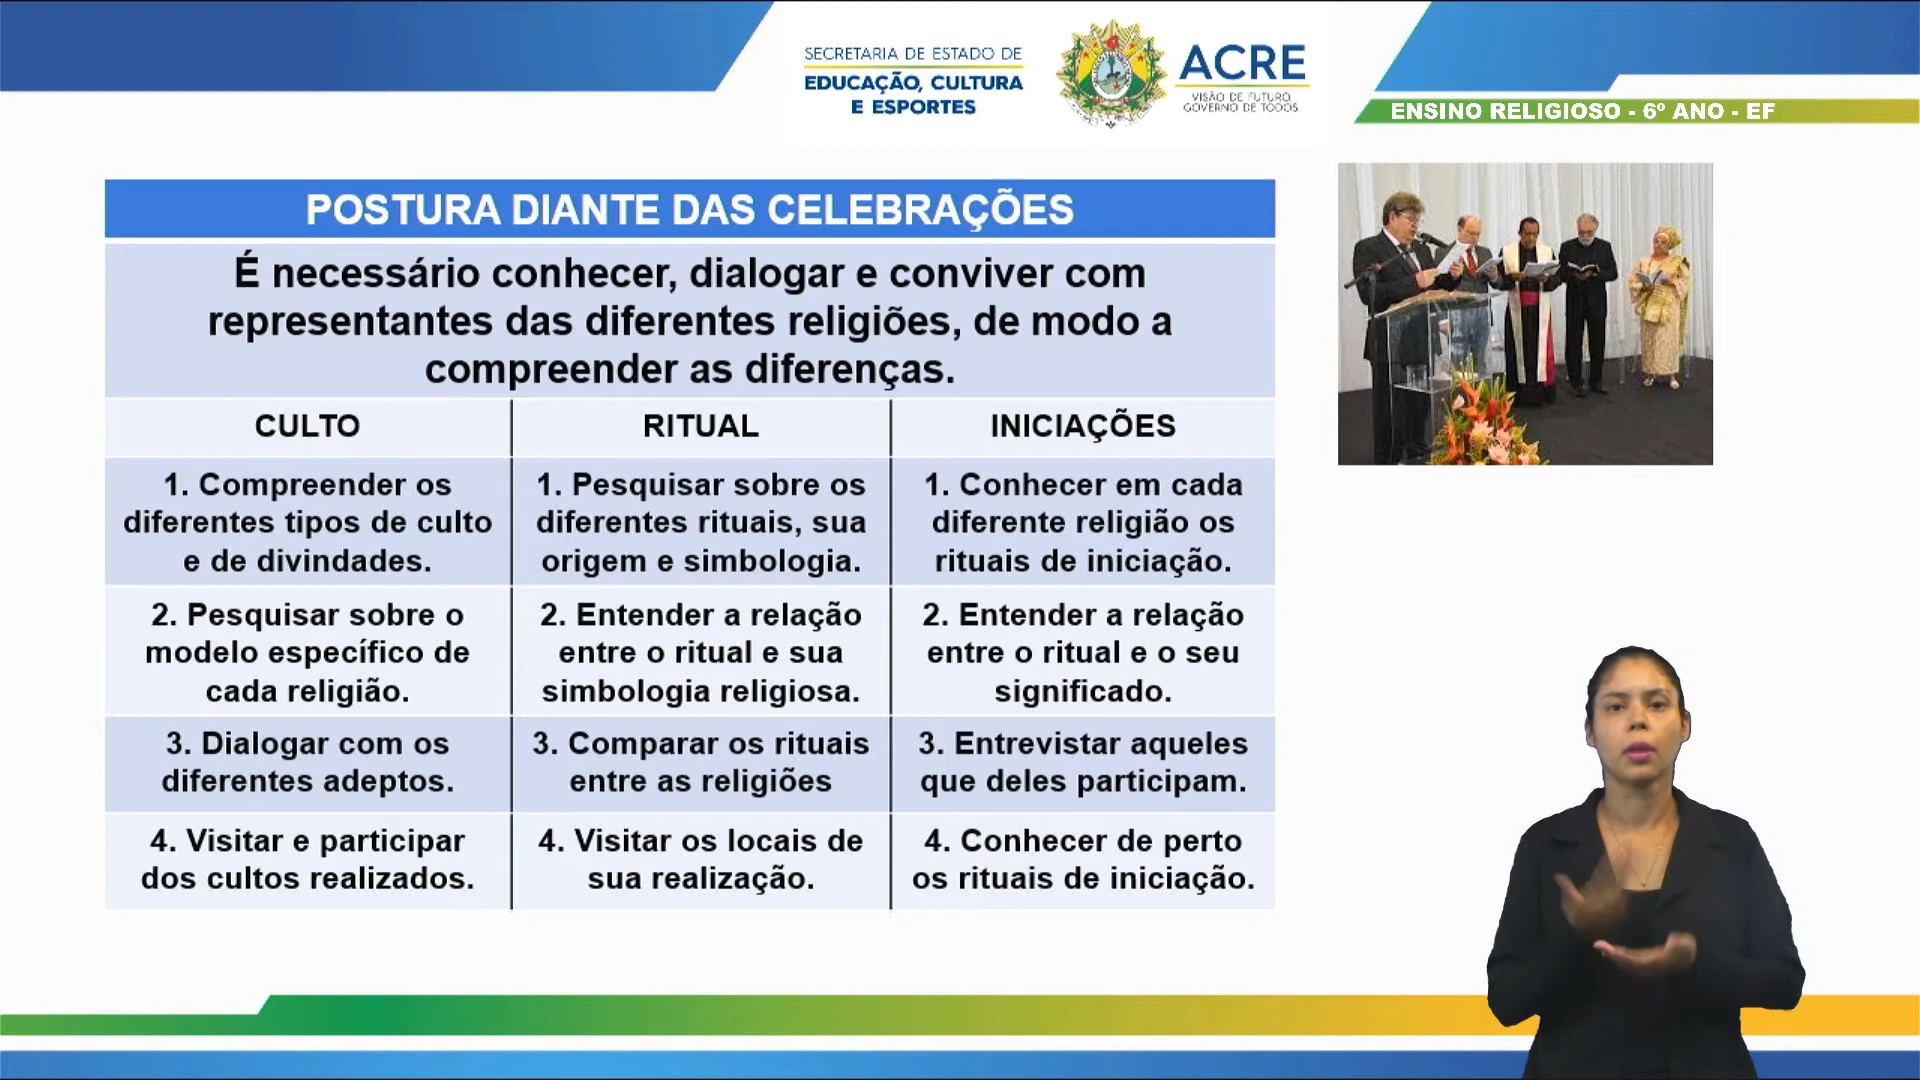 SECRETARIA DE ESTADO DE
EDUCAÇÃO, CULTURA
E ESPORTES
ACRE
VISÃO DE FUTURO,
GOVERNO DE TODOS
ENSINO RELIGIOSO - 6º ANO - EF
POSTURA DIANTE DAS CELEBRAÇÕES
É necessário conhecer, dialogar e conviver com
representantes das diferentes religiões, de modo a
compreender as diferenças.
CULTO
RITUAL
INICIAÇÕES
1. Compreender os
diferentes tipos de culto
e de divindades.
1. Pesquisar sobre os
diferentes rituais, sua
origem e simbologia.
1. Conhecer em cada
diferente religião os
rituais de iniciação.
2. Pesquisar sobre o
modelo específico de
cada religião.
2. Entender a relação
entre o ritual e sua
simbologia religiosa.
2. Entender a relação
entre o ritual e o seu
significado.
3. Dialogar com os
diferentes adeptos.
3. Comparar os rituais
entre as religiões
3. Entrevistar aqueles
que deles participam.
4. Visitar e participar
dos cultos realizados.
4. Visitar os locais de
sua realização.
4. Conhecer de perto
os rituais de iniciação.